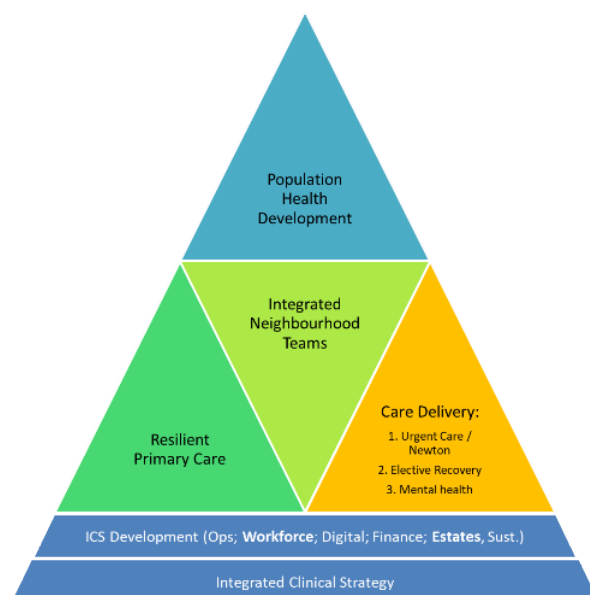 Population
Health
Development
Integrated
Neighbourhood
Teams
Resilient
Primary Care
Care Delivery:
1. Urgent Care /
Newton
2. Elective Recovery
3. Mental health
ICS Development (Ops; Workforce; Digital; Finance; Estates, Sust.)
Integrated Clinical Strategy